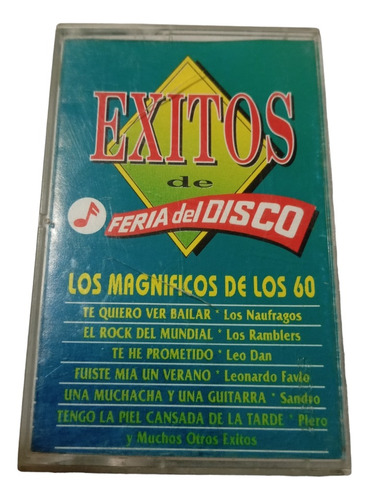 EXITOS
de
FERIA del DISCO
LOS MAGNIFICOS DE LOS 60
TE QUIERO VER BAILAR * Los Naufragos
EL ROCK DEL MUNDIAL * Los Ramblers
TE HE PROMETIDO * Leo Dan
FUISTE MIA UN VERANO * Leonardo Favio
UNA MUCHACHA Y UNA GUITARRA * Sandro
TENGO LA PIEL CANSADA DE LA TARDE * Piero
y Muchos Otros Exitos